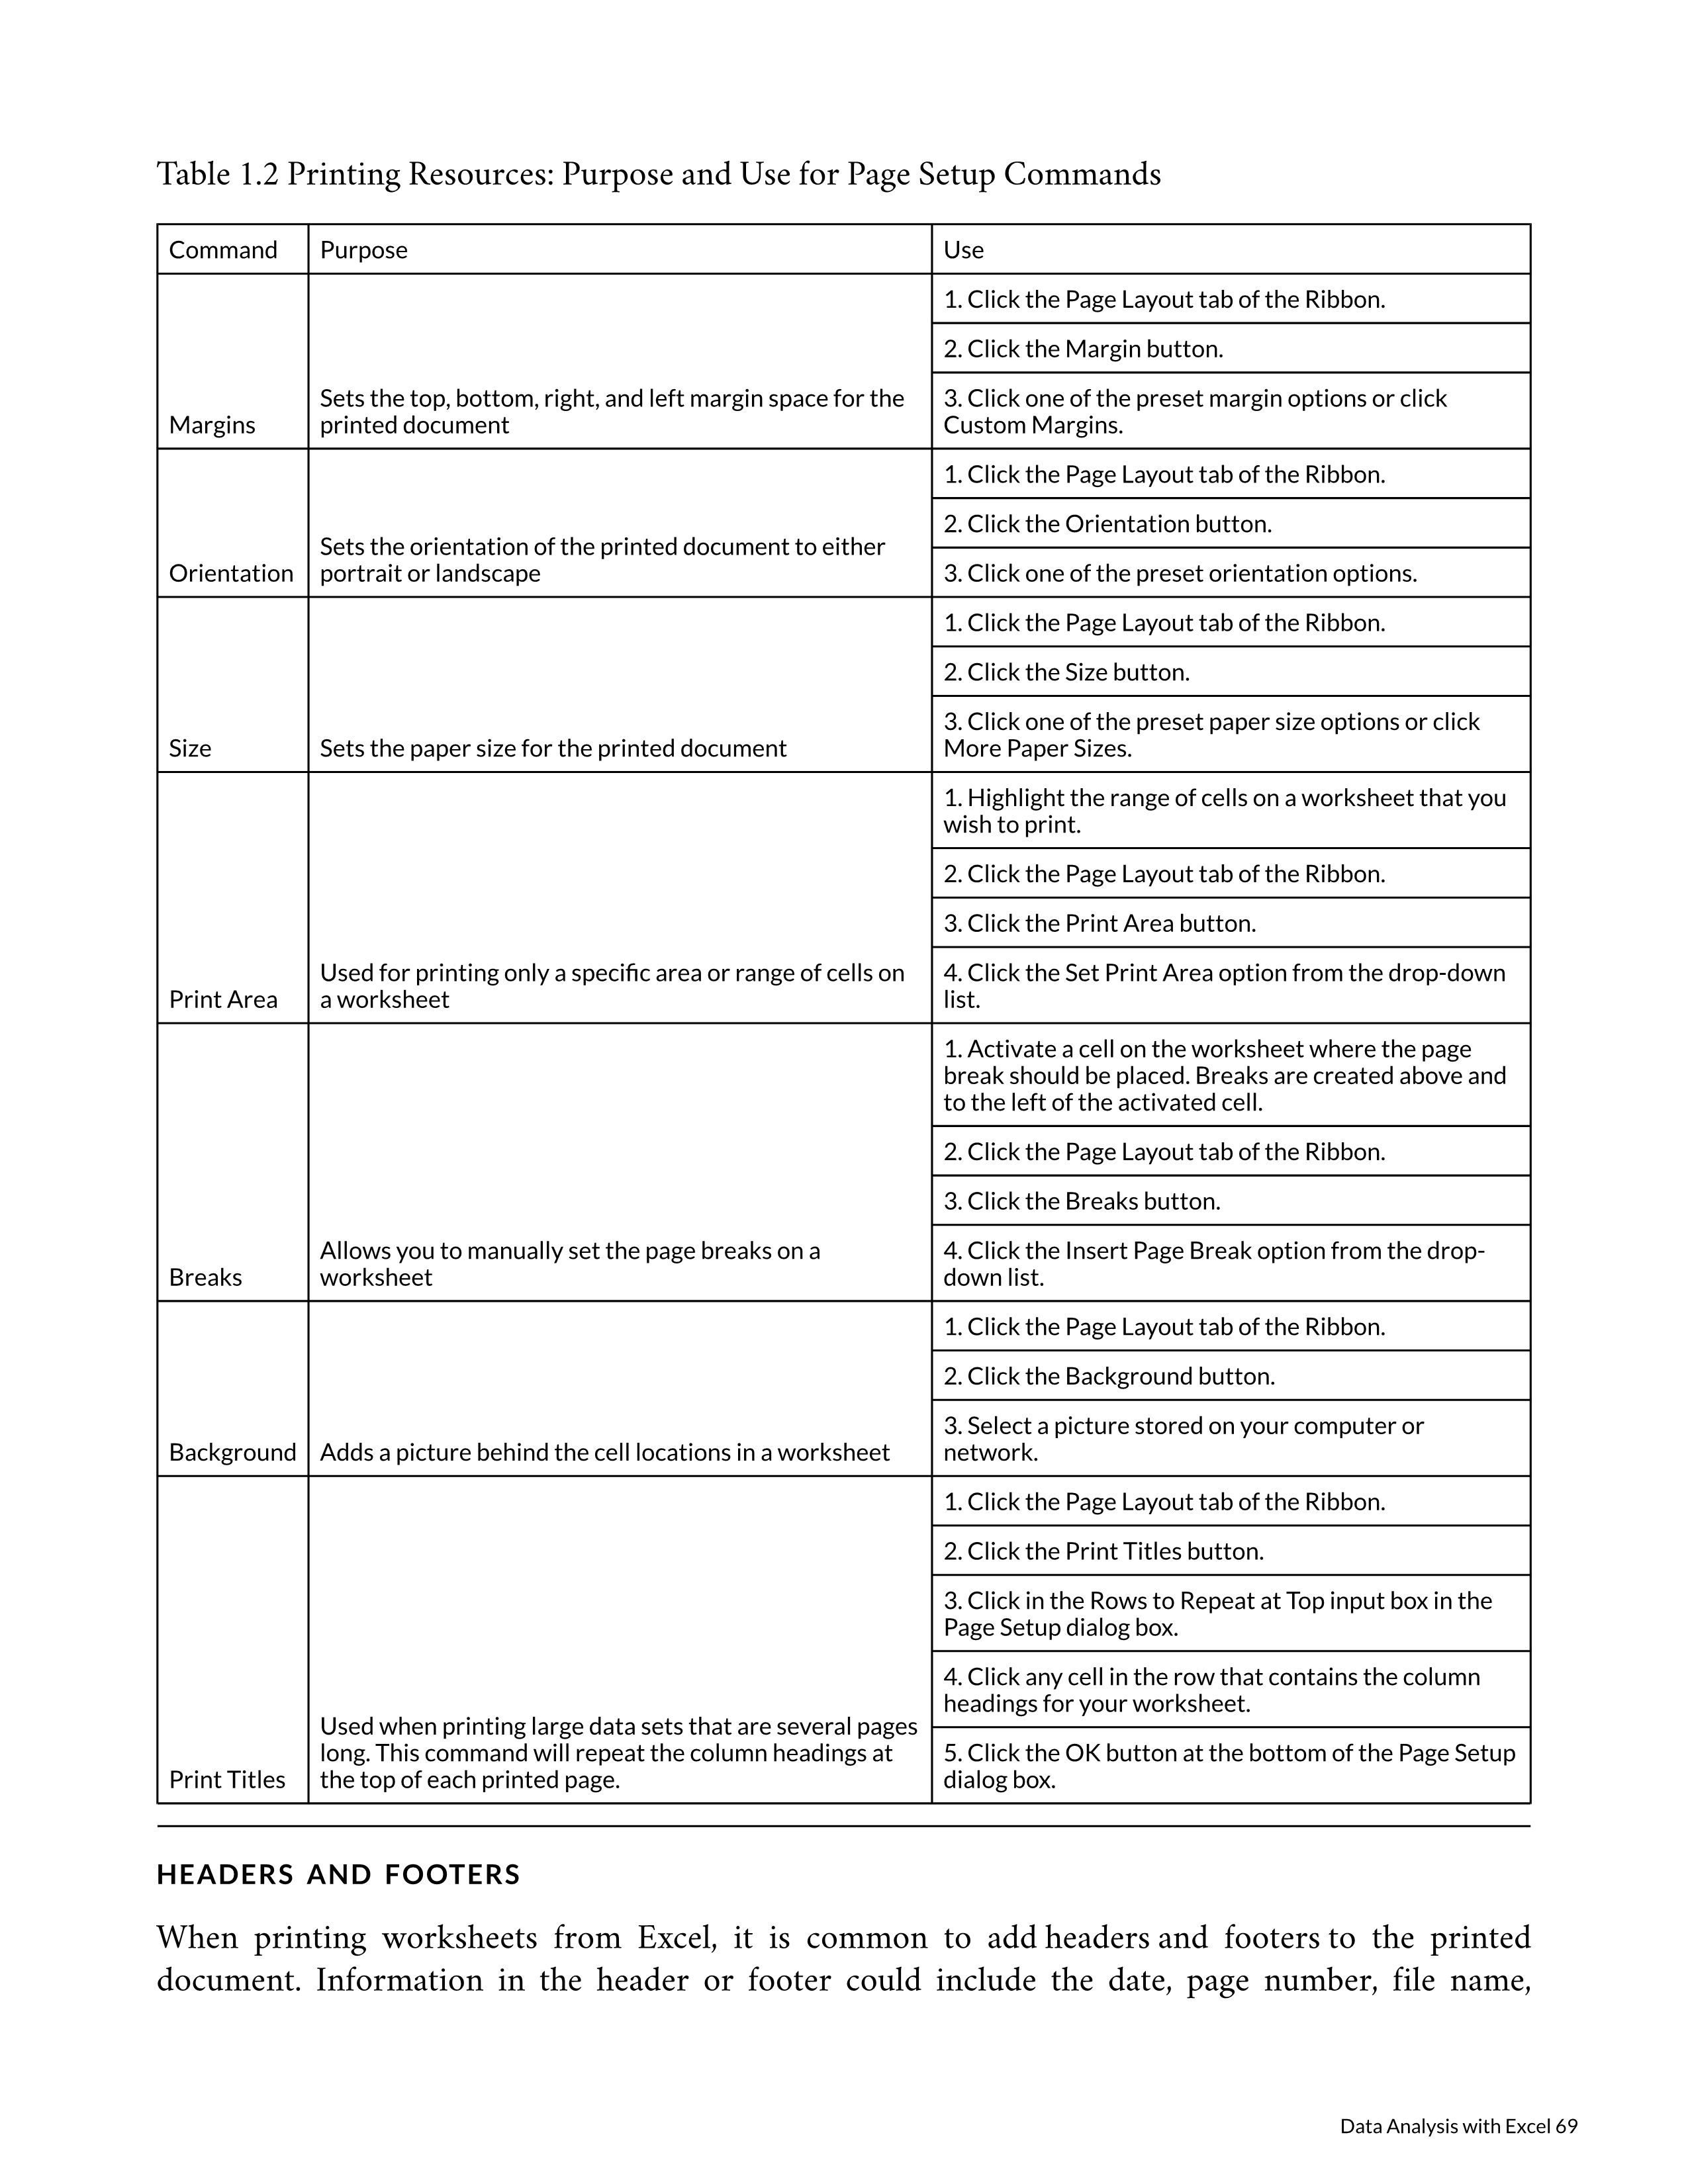 Table 1.2 Printing Resources: Purpose and Use for Page Setup Commands
Command
Purpose
Use
Margins
Sets the top, bottom, right, and left margin space for the
printed document
1. Click the Page Layout tab of the Ribbon.
2. Click the Margin button.
3. Click one of the preset margin options or click
Custom Margins.
Orientation
Sets the orientation of the printed document to either
portrait or landscape
1. Click the Page Layout tab of the Ribbon.
2. Click the Orientation button.
3. Click one of the preset orientation options.
Size
Sets the paper size for the printed document
1. Click the Page Layout tab of the Ribbon.
2. Click the Size button.
3. Click one of the preset paper size options or click
More Paper Sizes.
Print Area
Used for printing only a specific area or range of cells on
a worksheet
1. Highlight the range of cells on a worksheet that you
wish to print.
2. Click the Page Layout tab of the Ribbon.
3. Click the Print Area button.
4. Click the Set Print Area option from the drop-down
list.
Breaks
Allows you to manually set the page breaks on a
worksheet
1. Activate a cell on the worksheet where the page
break should be placed. Breaks are created above and
to the left of the activated cell.
2. Click the Page Layout tab of the Ribbon.
3. Click the Breaks button.
4. Click the Insert Page Break option from the drop-
down list.
Background
Adds a picture behind the cell locations in a worksheet
1. Click the Page Layout tab of the Ribbon.
2. Click the Background button.
3. Select a picture stored on your computer or
network.
Print Titles
Used when printing large data sets that are several pages
long. This command will repeat the column headings at
the top of each printed page.
1. Click the Page Layout tab of the Ribbon.
2. Click the Print Titles button.
3. Click in the Rows to Repeat at Top input box in the
Page Setup dialog box.
4. Click any cell in the row that contains the column
headings for your worksheet.
5. Click the OK button at the bottom of the Page Setup
dialog box.
HEADERS AND FOOTERS
When printing worksheets from Excel, it is common to add headers and footers to the printed
document. Information in the header or footer could include the date, page number, file name,
Data Analysis with Excel 69